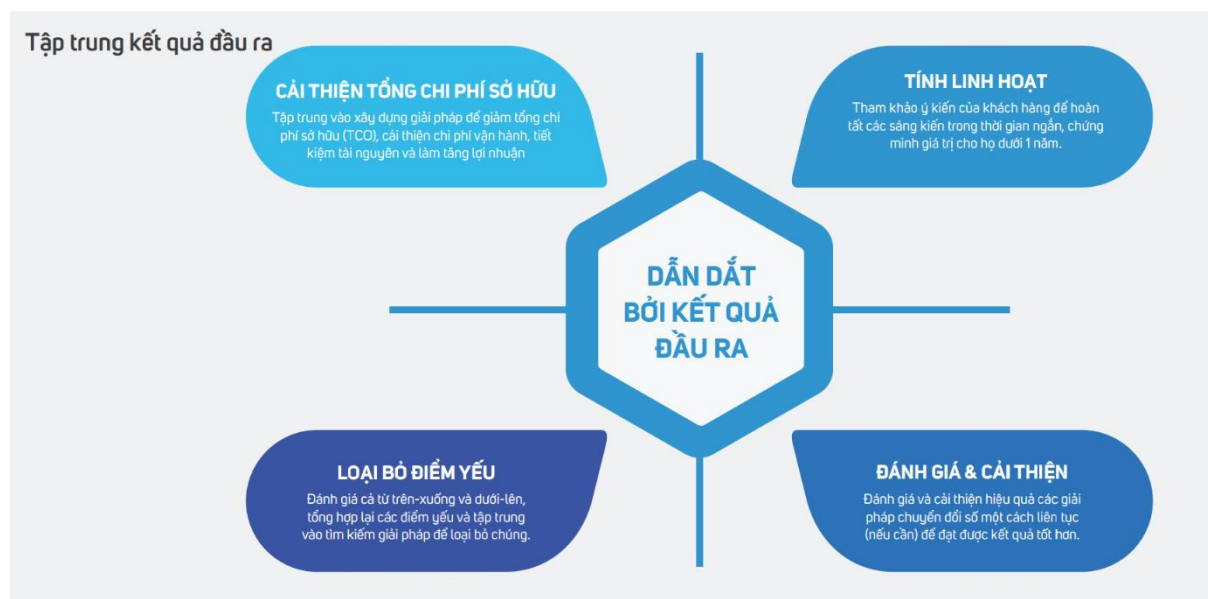 Tập trung kết quả đầu ra
CẢI THIỆN TỔNG CHI PHÍ SỞ HỮU
Tập trung vào xây dựng giải pháp để giảm tổng chi
phí sở hữu (TCO), cải thiện chi phí vận hành, tiết
kiệm tài nguyên và làm tăng lợi nhuận
TÍNH LINH HOẠT
Tham khảo ý kiến của khách hàng để hoàn
tất các sáng kiến trong thời gian ngắn, chứng
minh giá trị cho họ dưới 1 năm.
DẪN DẮT
BỞI KẾT QUẢ
ĐẦU RA
LOẠI BỎ ĐIỂM YẾU
Đánh giá cả từ trên-xuống và dưới-lên,
tổng hợp lại các điểm yếu và tập trung
vào tìm kiếm giải pháp để loại bỏ chúng.
ĐÁNH GIÁ & CẢI THIỆN
Đánh giá và cải thiện hiệu quả các giải
pháp chuyển đổi số một cách liên tục
(nếu cần) để đạt được kết quả tốt hơn.